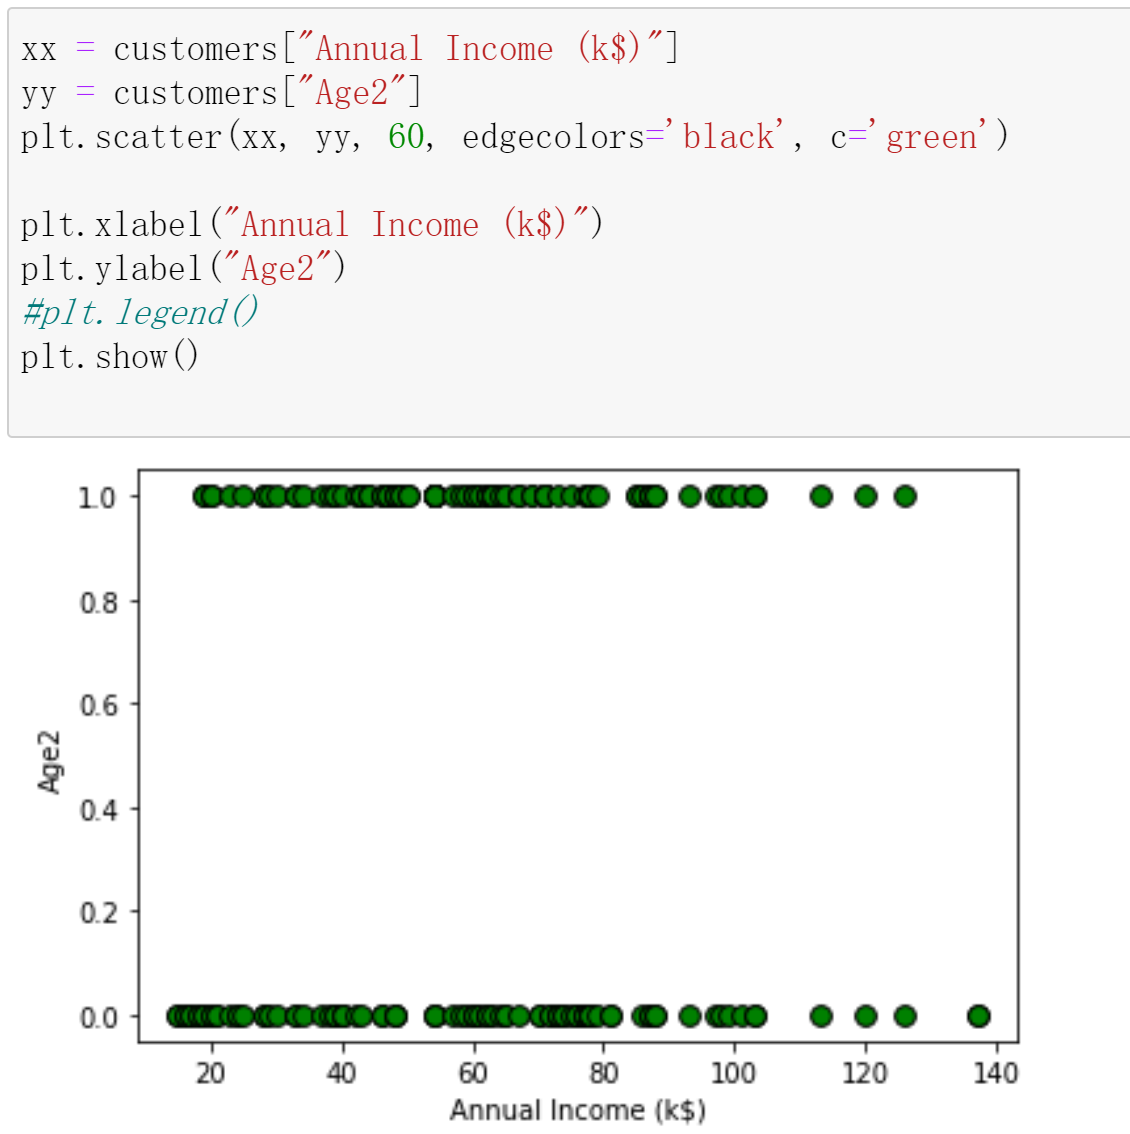 xx = customers["Annual Income (k$)"]
yy = customers["Age2"]
plt.scatter(xx, yy, 60, edgecolors='black', c='green')
plt.xlabel("Annual Income (k$)")
plt.ylabel("Age2")
#plt.legend()
plt.show()
1.0
0.8
0.6
0.4
0.2
0.0
Age2
20 40 60 80 100 120 140
Annual Income (k$)